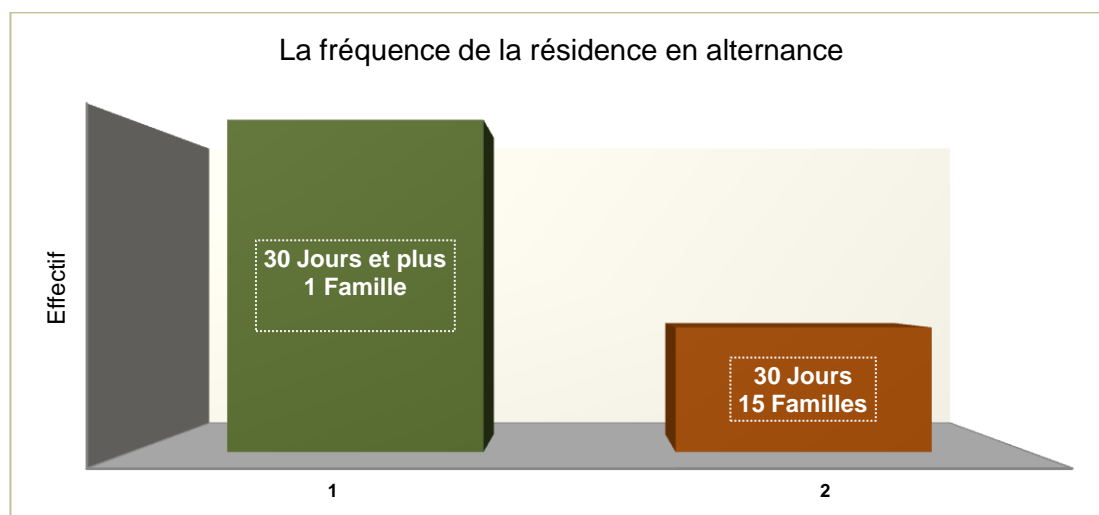 La fréquence de la résidence en alternance
Effectif
30 Jours et plus
1 Famille
30 Jours
15 Familles
1
2